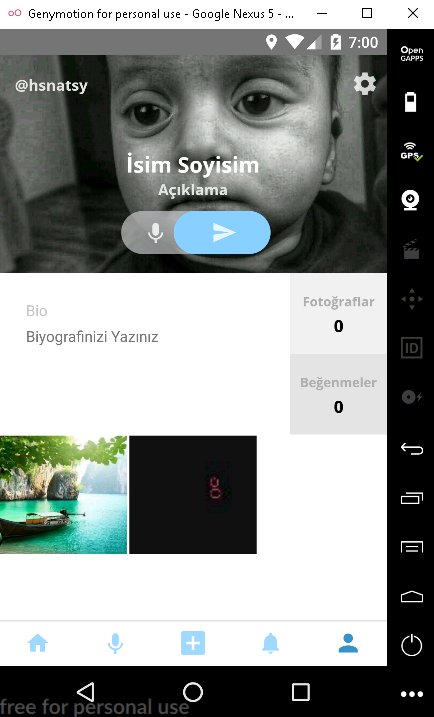 Genymotion for personal use - Google Nexus 5 - ...
7:00
Open
GAPPS
@hsnatsy
GPS
İsim Soyisim
Açıklama
Bio
Biyografinizi Yazınız
Fotoğraflar
0
Beğenmeler
0
ID
free for personal use